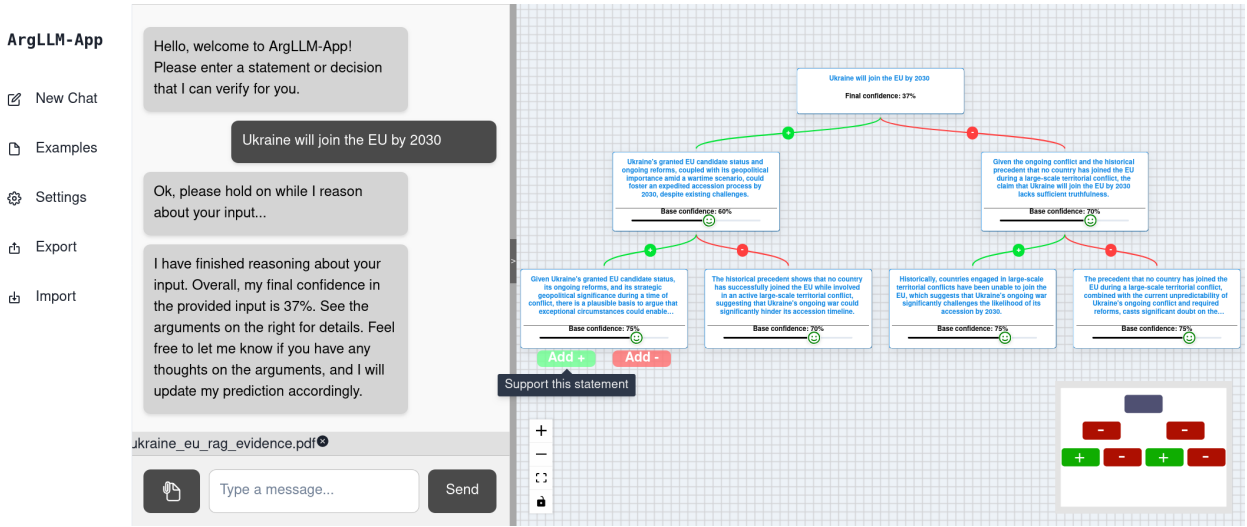 ArgLLM-App
New Chat
Examples
Settings
Export
Import
Hello, welcome to ArgLLM-App!
Please enter a statement or decision
that I can verify for you.
Ukraine will join the EU by 2030
Ok, please hold on while I reason
about your input...
I have finished reasoning about your
input. Overall, my final confidence in
the provided input is 37%. See the
arguments on the right for details. Feel
free to let me know if you have any
thoughts on the arguments, and I will
update my prediction accordingly.
ukraine_eu_rag_evidence.pdf
Type a message...
Send
>
Ukraine will join the EU by 2030
Final confidence: 37%
+
-
Ukraine's granted EU candidate status and
ongoing reforms, coupled with its geopolitical
importance amid a wartime scenario, could
foster an expedited accession process by
2030, despite existing challenges.
Base confidence: 60%
Given the ongoing conflict and the historical
precedent that no country has joined the EU
during a large-scale territorial conflict, the
claim that Ukraine will join the EU by 2030
lacks sufficient truthfulness.
Base confidence: 70%
+
-
+
-
Given Ukraine's granted EU candidate status,
its ongoing reforms, and its strategic
geopolitical significance during a time of
conflict, there is a plausible basis to argue that
exceptional circumstances could enable...
Base confidence: 75%
The historical precedent shows that no country
has successfully joined the EU while involved
in an active large-scale territorial conflict,
suggesting that Ukraine's ongoing war could
significantly hinder its accession timeline.
Base confidence: 70%
Historically, countries engaged in large-scale
territorial conflicts have been unable to join the
EU, which suggests that Ukraine's ongoing war
significantly challenges the likelihood of its
accession by 2030.
Base confidence: 75%
The precedent that no country has joined the
EU during a large-scale territorial conflict,
combined with the current unpredictability of
Ukraine's ongoing conflict and required
reforms, casts significant doubt on the...
Base confidence: 75%
Add +
Add -
Support this statement
+
−
- -
+ - + -